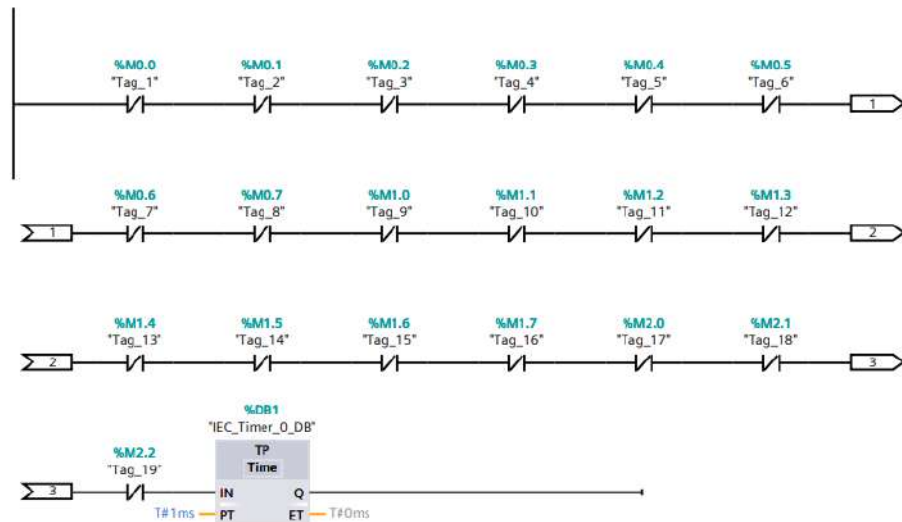 %M0.0 %M0.1 %M0.2 %M0.3 %M0.4 %M0.5
"Tag_1" "Tag_2" "Tag_3" "Tag_4" "Tag_5" "Tag_6"
1
%M0.6 %M0.7 %M1.0 %M1.1 %M1.2 %M1.3
"Tag_7" "Tag_8" "Tag_9" "Tag_10" "Tag_11" "Tag_12"
1 2
%M1.4 %M1.5 %M1.6 %M1.7 %M2.0 %M2.1
"Tag_13" "Tag_14" "Tag_15" "Tag_16" "Tag_17" "Tag_18"
2 3
%DB1
"IEC_Timer_0_DB"
%M2.2 TP
"Tag_19" Time
3 IN Q
T#1ms PT ET T#0ms